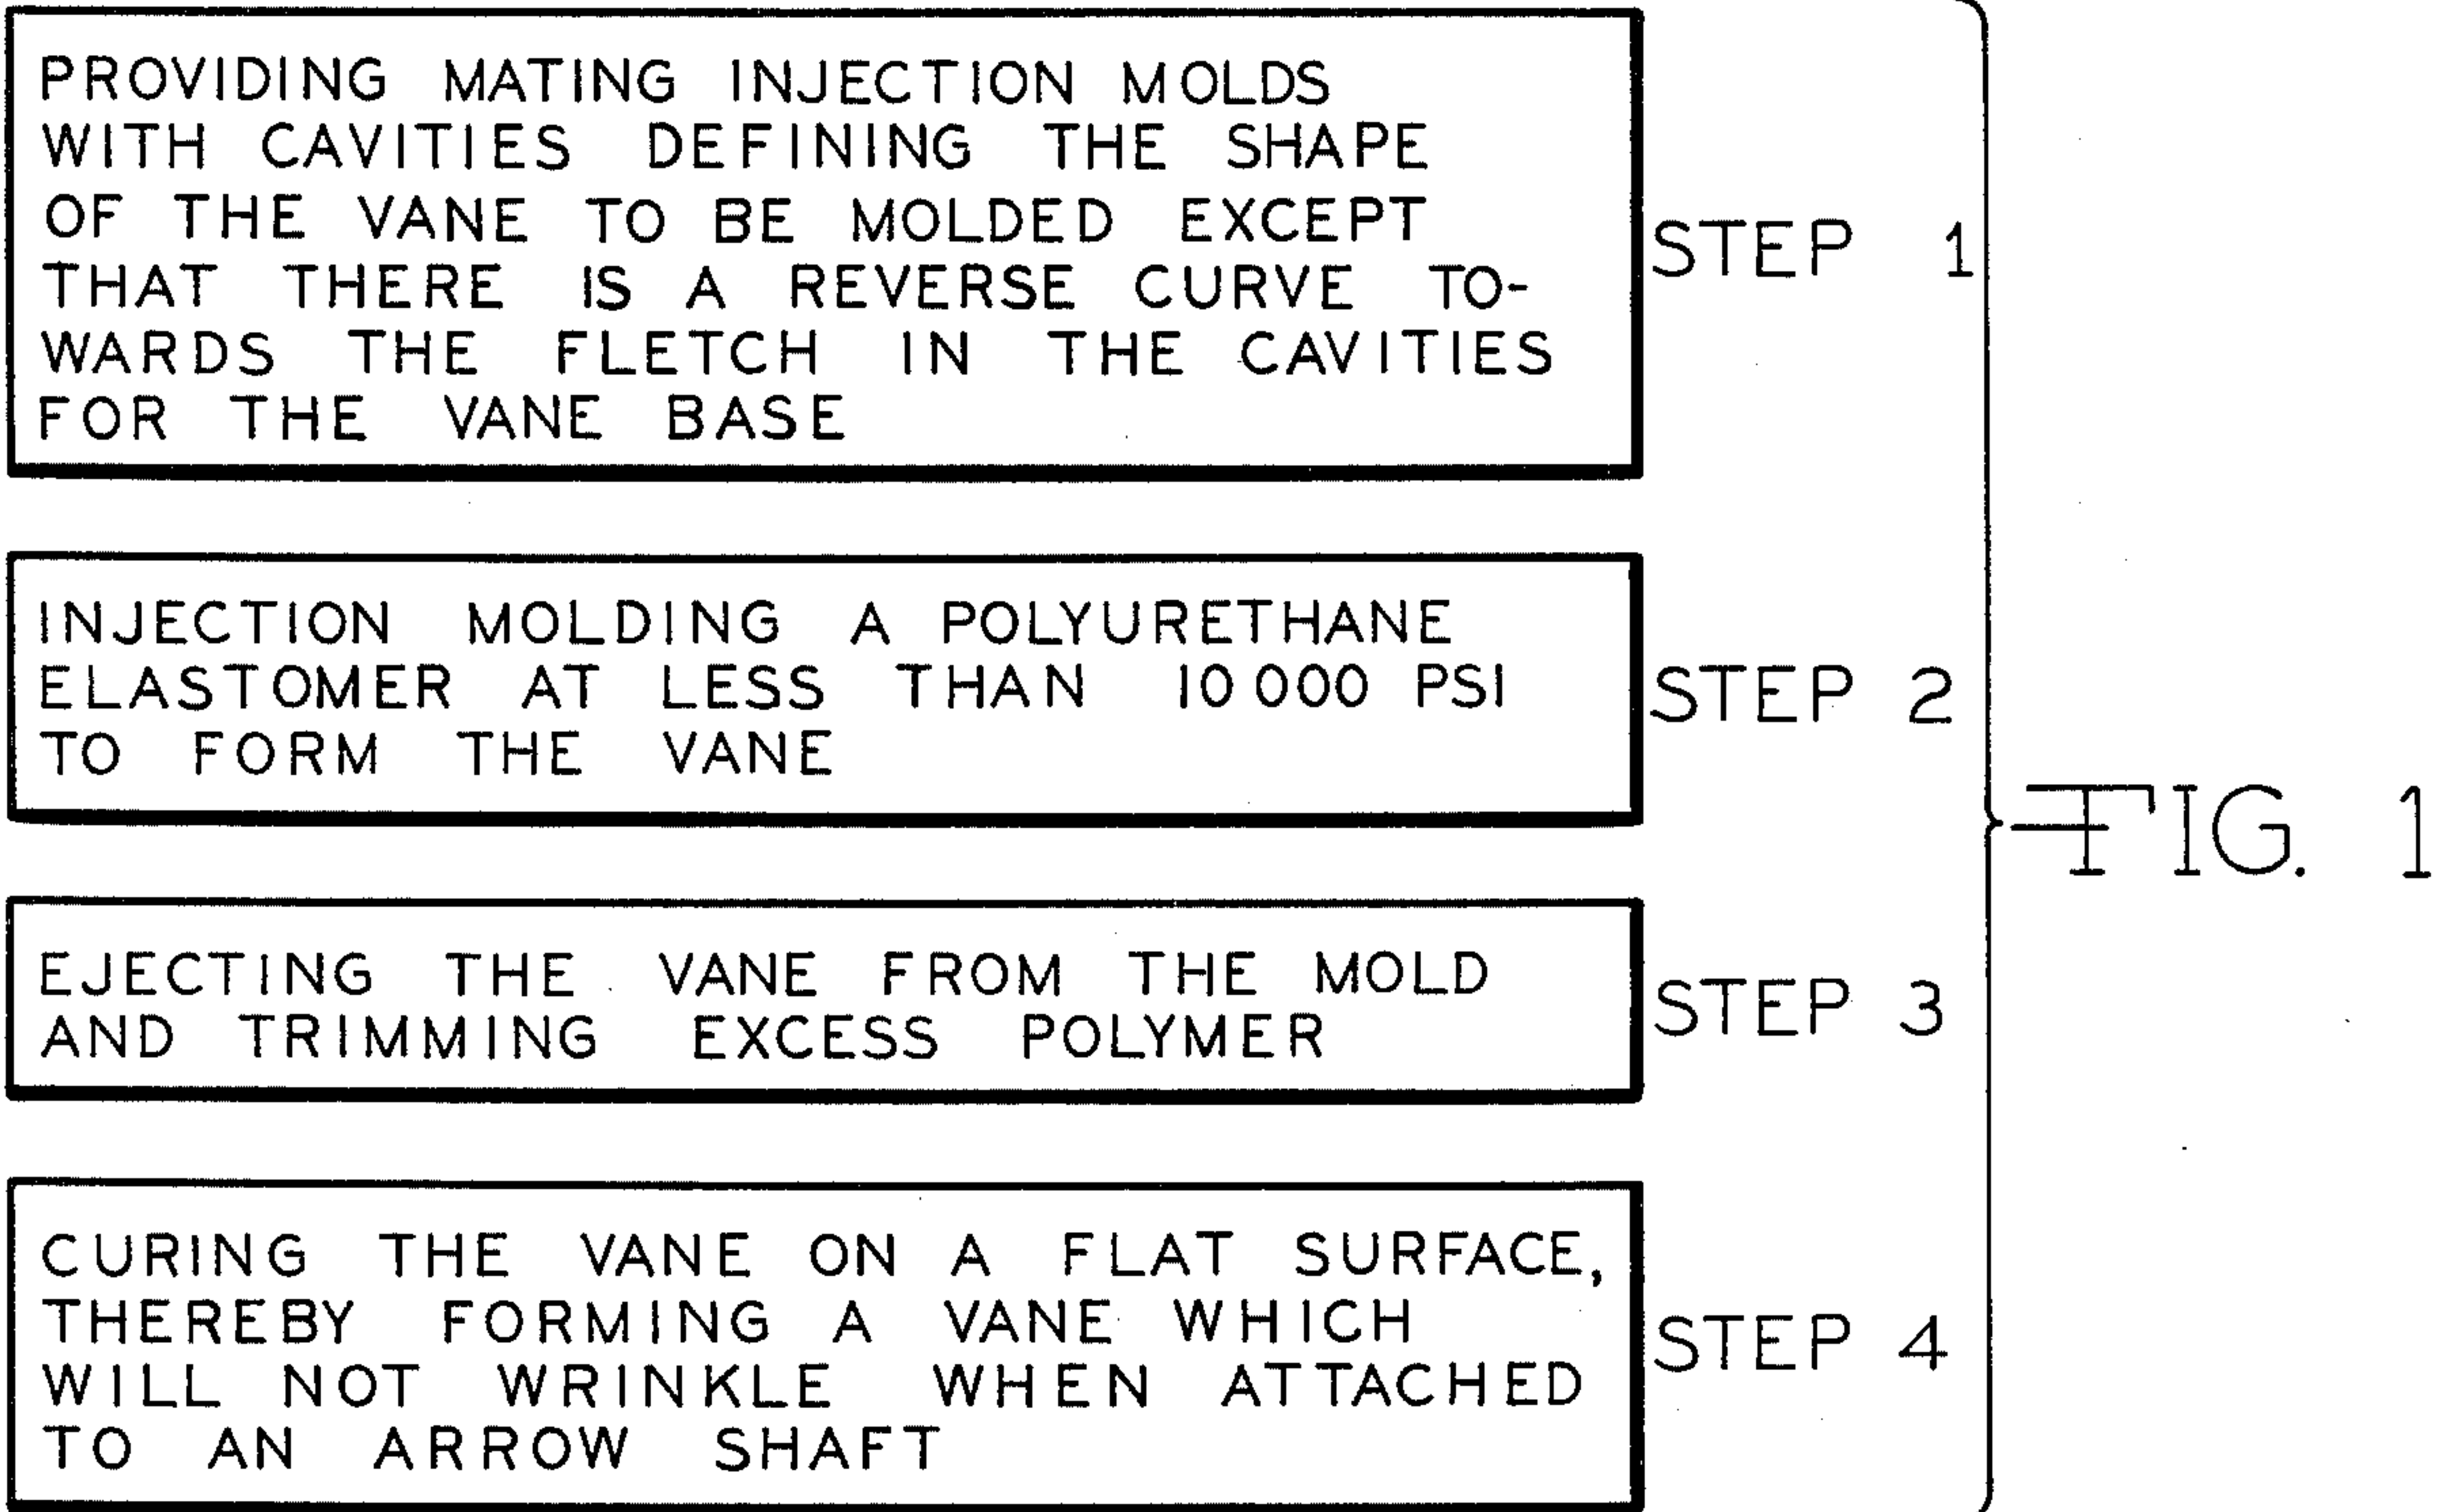 PROVIDING MATING INJECTION MOLDS
WITH CAVITIES DEFINING THE SHAPE
OF THE VANE TO BE MOLDED EXCEPT
THAT THERE IS A REVERSE CURVE TO-
WARDS THE FLETCH IN THE CAVITIES
FOR THE VANE BASE
STEP 1
INJECTION MOLDING A POLYURETHANE
ELASTOMER AT LESS THAN 10 000 PSI
TO FORM THE VANE
STEP 2
EJECTING THE VANE FROM THE MOLD
AND TRIMMING EXCESS POLYMER
STEP 3
CURING THE VANE ON A FLAT SURFACE,
THEREBY FORMING A VANE WHICH
WILL NOT WRINKLE WHEN ATTACHED
TO AN ARROW SHAFT
STEP 4
FIG. 1